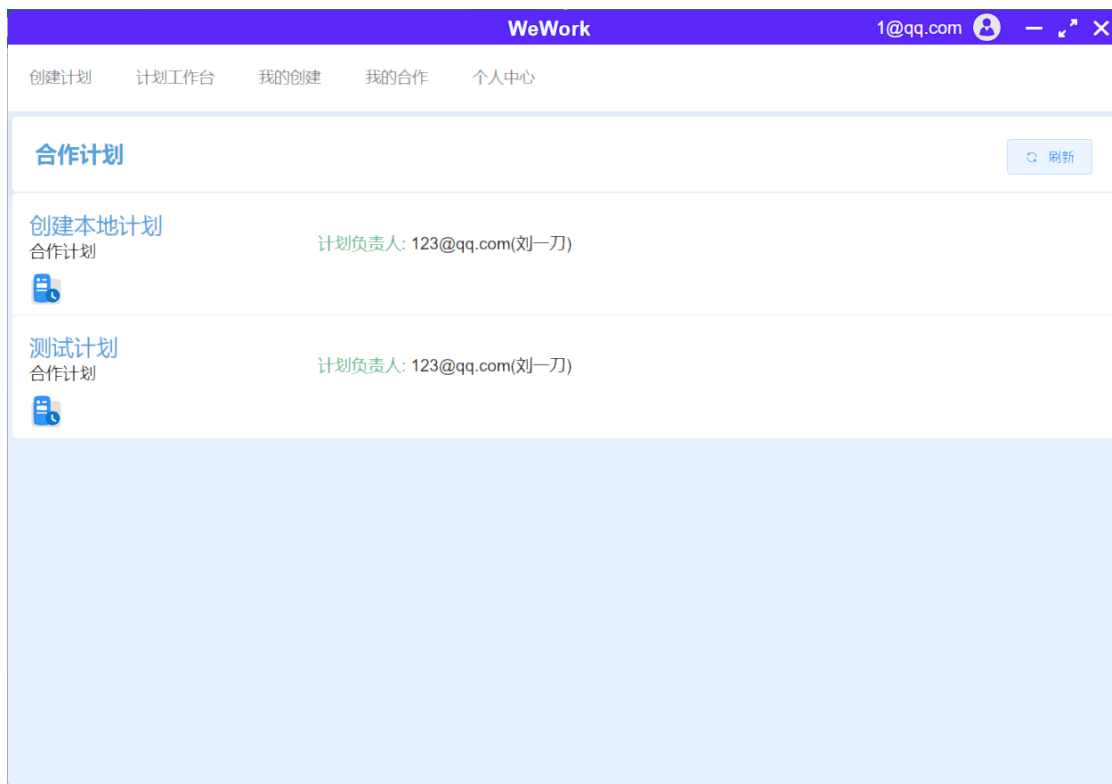 WeWork 1@qq.com
创建计划 计划工作台 我的创建 我的合作 个人中心
合作计划 刷新
创建本地计划
合作计划
计划负责人: 123@qq.com(刘一刀)
测试计划
合作计划
计划负责人: 123@qq.com(刘一刀)